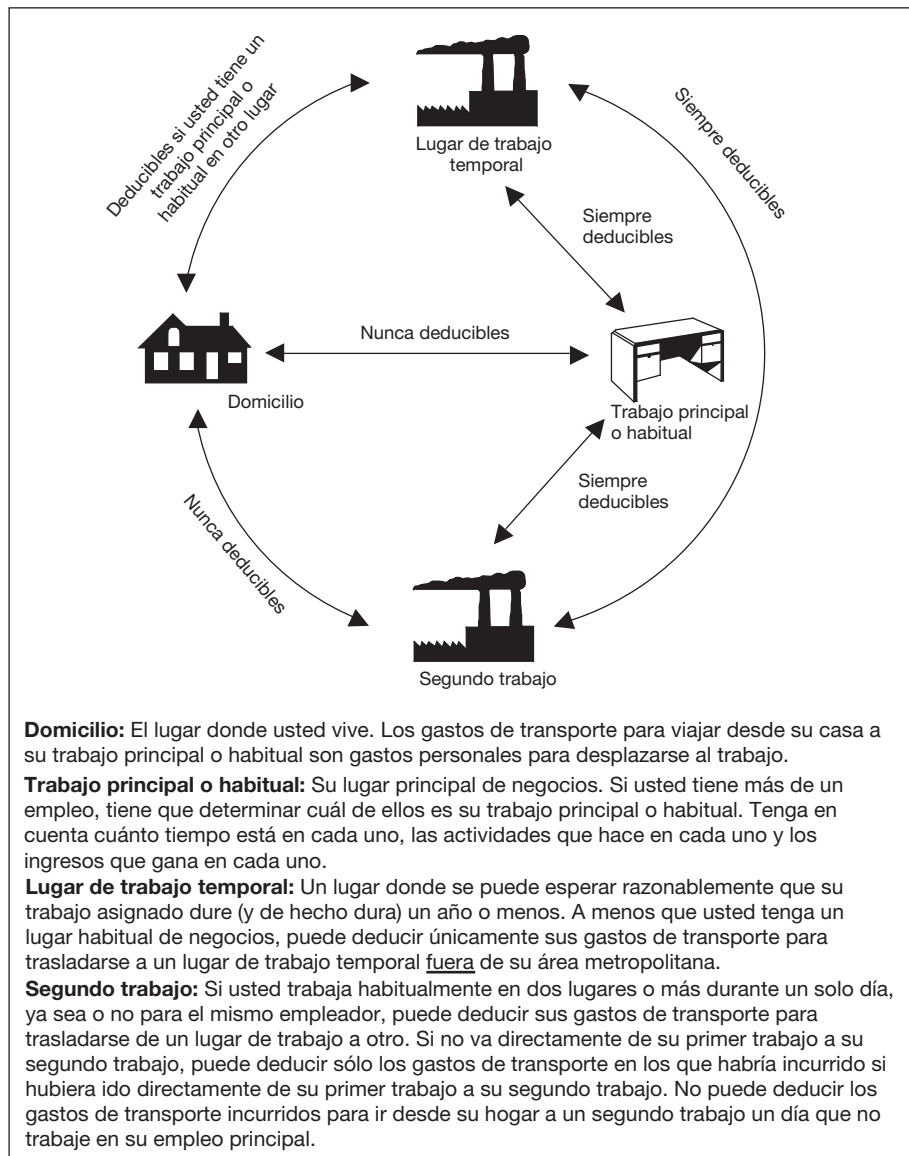 Deducibles si usted tiene un
trabajo principal o
habitual en otro lugar
Lugar de trabajo
temporal
Siempre deducibles
Siempre
deducibles
Nunca deducibles
Domicilio
Trabajo principal
o habitual
Siempre
deducibles
Nunca deducibles
Segundo trabajo
Domicilio: El lugar donde usted vive. Los gastos de transporte para viajar desde su casa a
su trabajo principal o habitual son gastos personales para desplazarse al trabajo.
Trabajo principal o habitual: Su lugar principal de negocios. Si usted tiene más de un
empleo, tiene que determinar cuál de ellos es su trabajo principal o habitual. Tenga en
cuenta cuánto tiempo está en cada uno, las actividades que hace en cada uno y los
ingresos que gana en cada uno.
Lugar de trabajo temporal: Un lugar donde se puede esperar razonablemente que su
trabajo asignado dure (y de hecho dura) un año o menos. A menos que usted tenga un
lugar habitual de negocios, puede deducir únicamente sus gastos de transporte para
trasladarse a un lugar de trabajo temporal fuera de su área metropolitana.
Segundo trabajo: Si usted trabaja habitualmente en dos lugares o más durante un solo día,
ya sea o no para el mismo empleador, puede deducir sus gastos de transporte para
trasladarse de un lugar de trabajo a otro. Si no va directamente de su primer trabajo a su
segundo trabajo, puede deducir sólo los gastos de transporte en los que habría incurrido si
hubiera ido directamente de su primer trabajo a su segundo trabajo. No puede deducir los
gastos de transporte incurridos para ir desde su hogar a un segundo trabajo un día que no
trabaje en su empleo principal.